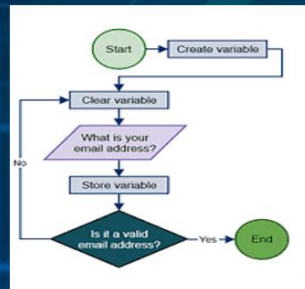 Start
Create variable
Clear variable
What is your
email address?
No
Store variable
Is it a valid
email address?
Yes
End